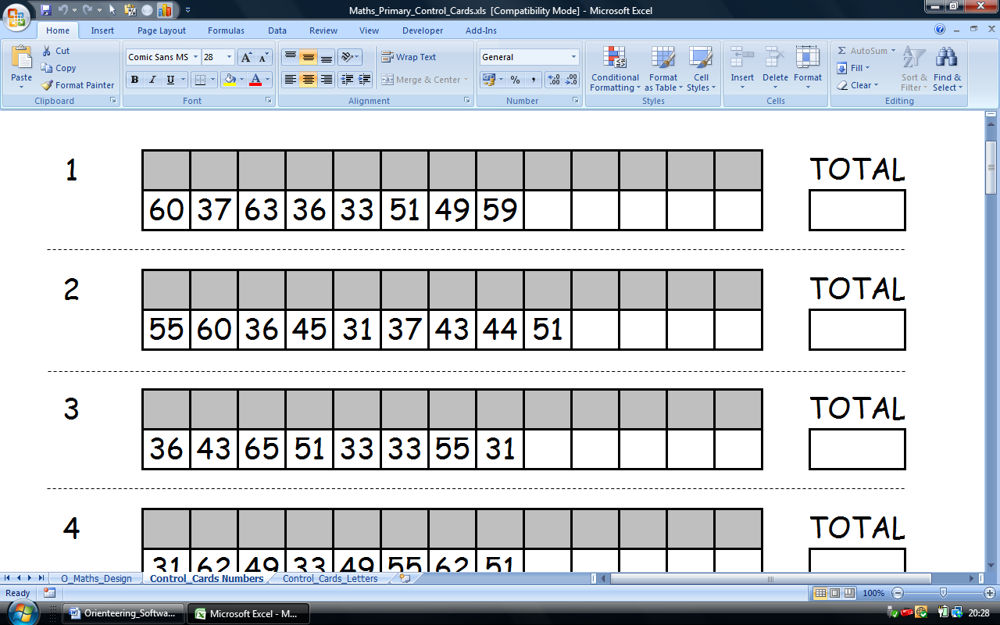 Maths_Primary_Control_Cards.xls [Compatibility Mode] - Microsoft Excel
Home Insert Page Layout Formulas Data Review View Developer Add-Ins
Paste
Cut
Copy
Format Painter
Clipboard
Comic Sans MS 28 A A
B I U A
Font
Wrap Text
Merge & Center
Alignment
General
% , .00
Number
Conditional Formatting
Format as Table
Cell Styles
Styles
Insert Delete Format
Cells
Σ AutoSum
Fill
Clear
Sort & Filter
Find & Select
Editing
1 TOTAL
60 37 63 36 33 51 49 59
2 TOTAL
55 60 36 45 31 37 43 44 51
3 TOTAL
36 43 65 51 33 33 55 31
4 TOTAL
31 62 49 33 49 55 62 51
O_Maths_Design Control_Cards Numbers Control_Cards_Letters
Ready 100%
Orienteering_Softwa... Microsoft Excel - M... 20:28